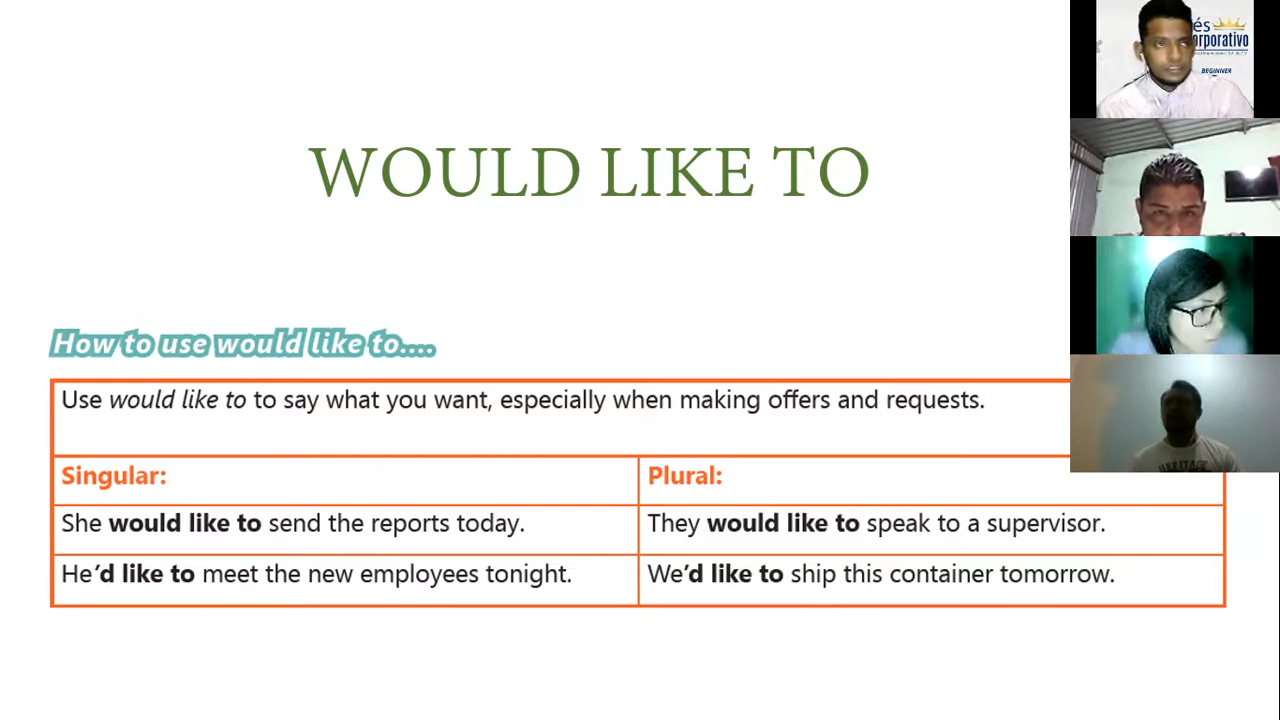 WOULD LIKE TO
How to use would like to....
Use would like to to say what you want, especially when making offers and requests.
Singular:
Plural:
She would like to send the reports today.
They would like to speak to a supervisor.
He'd like to meet the new employees tonight.
We'd like to ship this container tomorrow.
és
orporativo
BEGINNER
HERITAGE